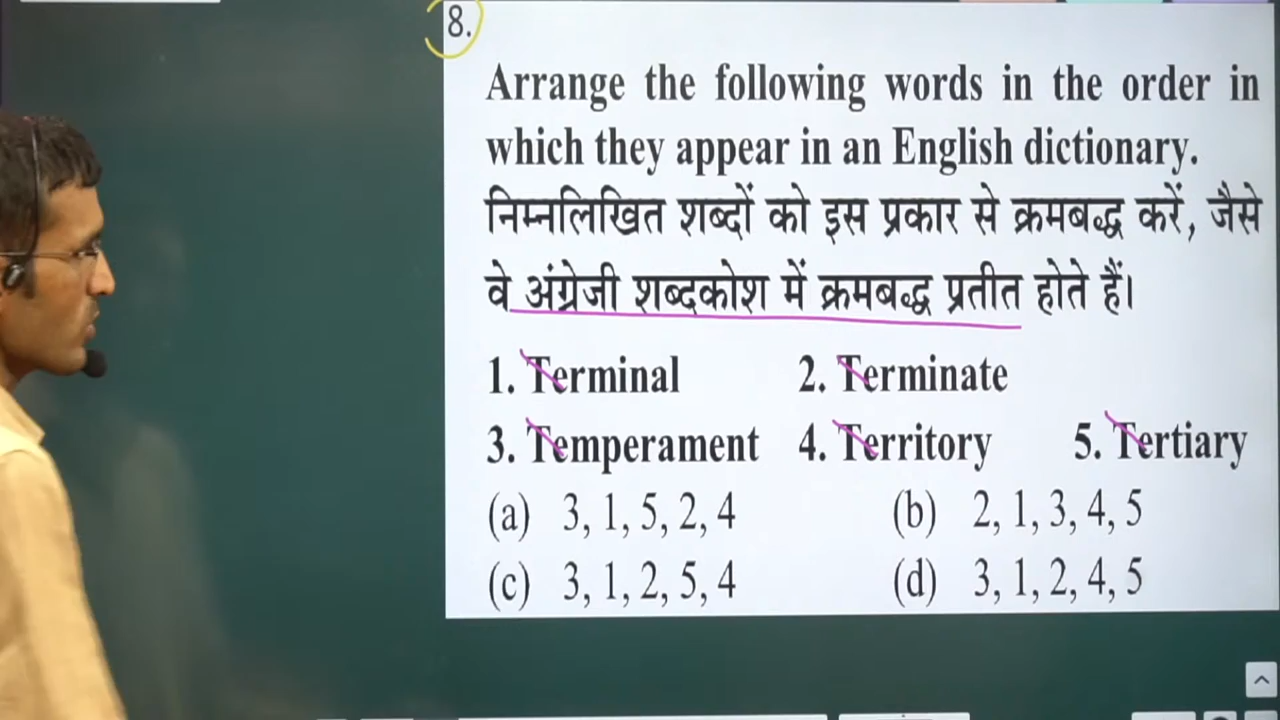 8.
Arrange the following words in the order in
which they appear in an English dictionary.
निम्नलिखित शब्दों को इस प्रकार से क्रमबद्ध करें, जैसे
वे अंग्रेजी शब्दकोश में क्रमबद्ध प्रतीत होते हैं।
1. Terminal 2. Terminate
3. Temperament 4. Territory 5. Tertiary
(a) 3, 1, 5, 2, 4 (b) 2, 1, 3, 4, 5
(c) 3, 1, 2, 5, 4 (d) 3, 1, 2, 4, 5